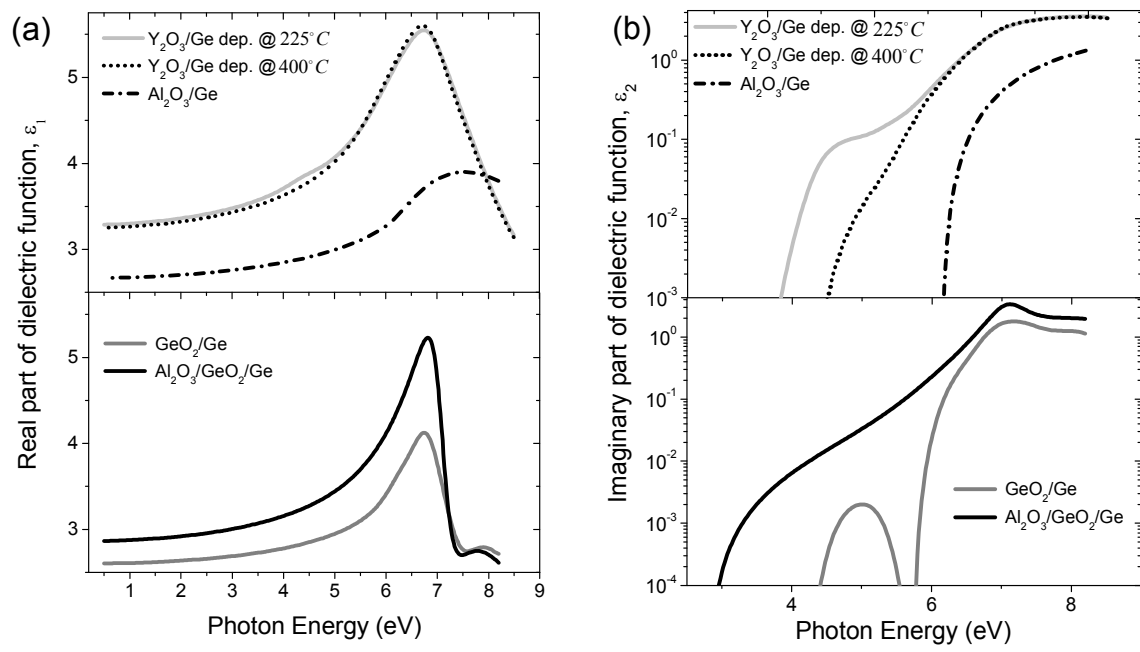 (a)
Y₂O₃/Ge dep. @ 225°C
Y₂O₃/Ge dep. @ 400°C
Al₂O₃/Ge
5
4
3
GeO₂/Ge
Al₂O₃/GeO₂/Ge
5
4
3
1 2 3 4 5 6 7 8 9
Photon Energy (eV)
Real part of dielectric function, ε₁
(b)
Y₂O₃/Ge dep. @ 225°C
Y₂O₃/Ge dep. @ 400°C
Al₂O₃/Ge
10⁰
10⁻¹
10⁻²
10⁻³
10⁰
10⁻¹
10⁻²
10⁻³
10⁻⁴
GeO₂/Ge
Al₂O₃/GeO₂/Ge
4 6 8
Photon Energy (eV)
Imaginary part of dielectric function, ε₂